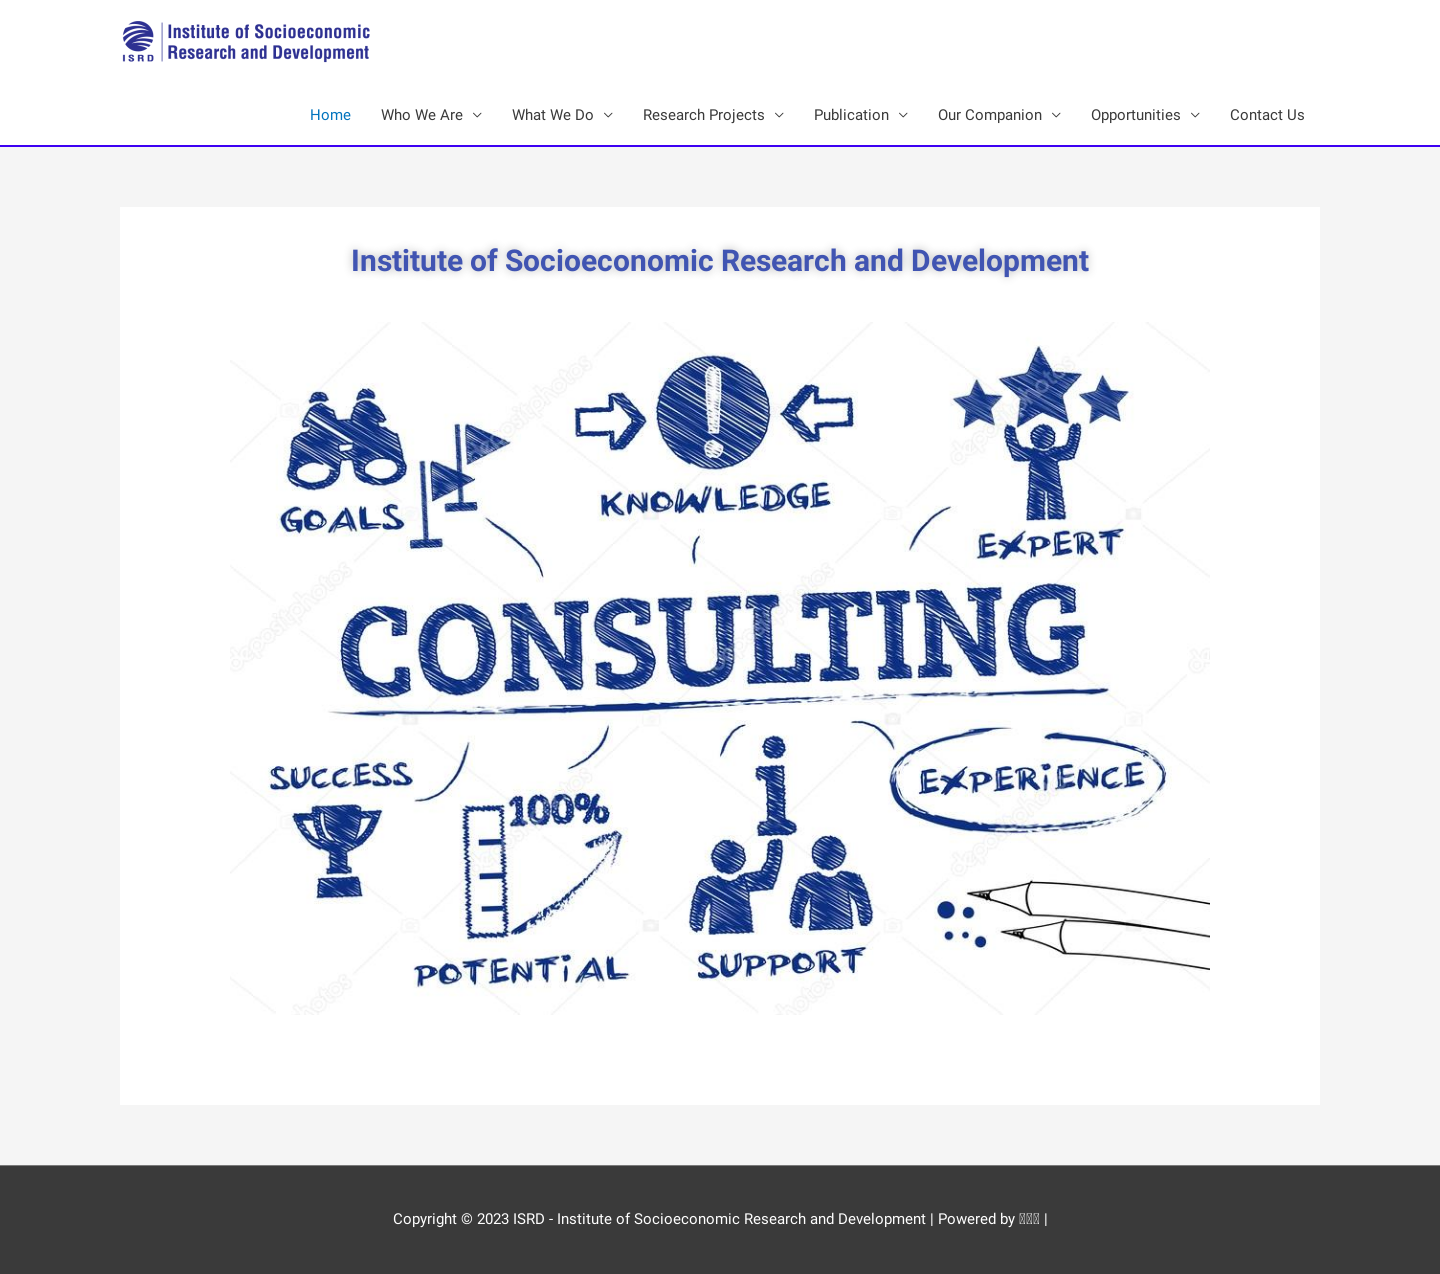 Institute of Socioeconomic
Research and Development
ISRD
Home Who We Are What We Do Research Projects Publication Our Companion Opportunities Contact Us
Institute of Socioeconomic Research and Development
GOALS
KNOWLEDGE
EXPERT
CONSULTING
SUCCESS
100%
POTENTiAL
i
SUPPORT
EXPERiENCE
depositphotos
Copyright © 2023 ISRD - Institute of Socioeconomic Research and Development | Powered by |